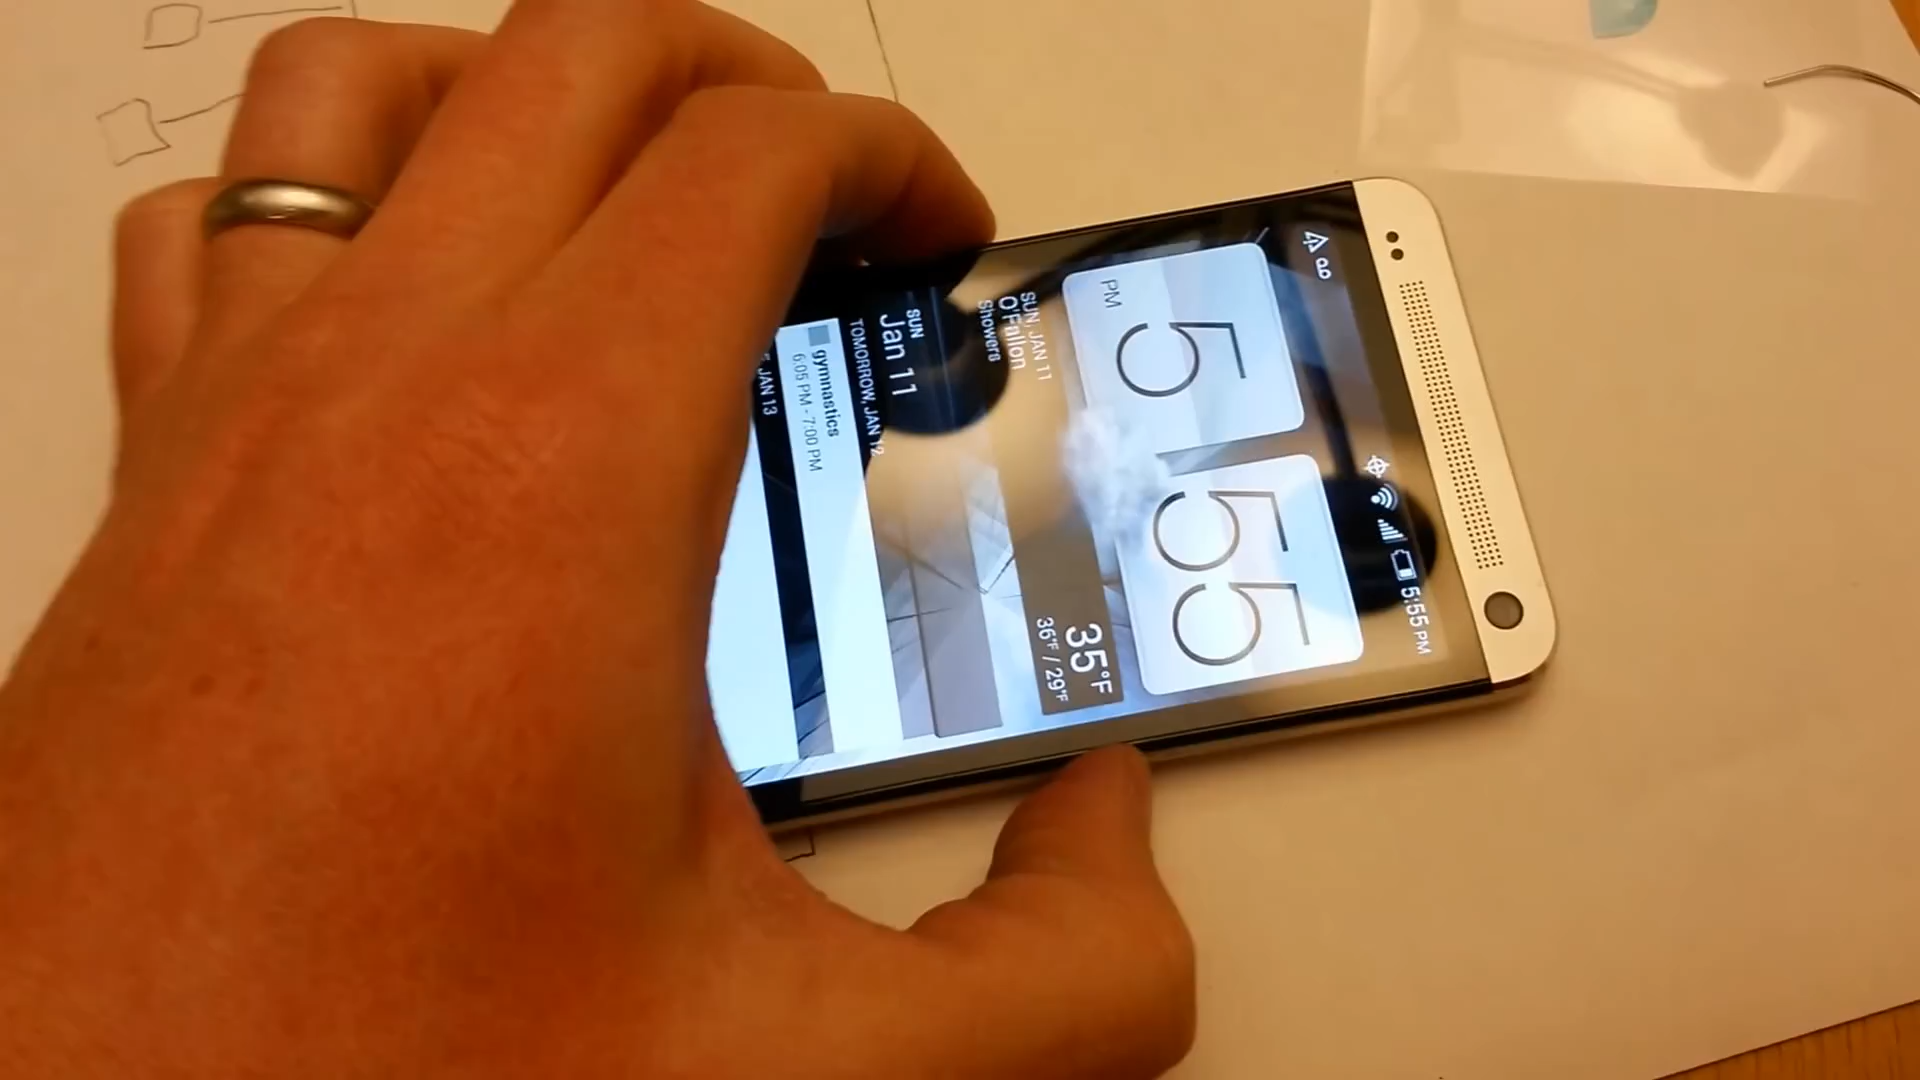 5:55 PM
5 55
PM
SUN, JAN 11
O'Fallon
Showers
35°F
36°F / 29°F
SUN
Jan 11
TOMORROW, JAN 12
gymnastics
6:05 PM - 7:00 PM
JAN 13